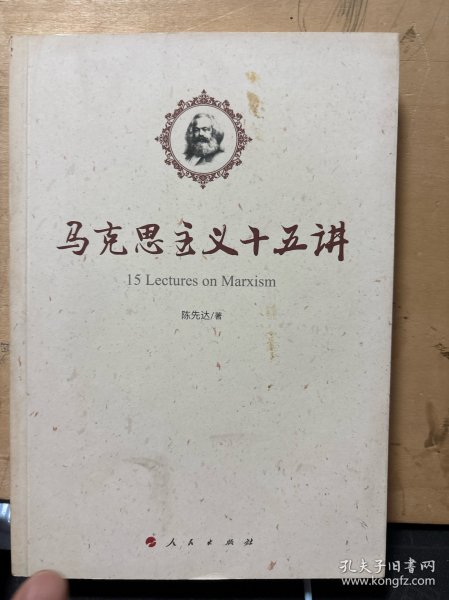 马克思主义十五讲
15 Lectures on Marxism
陈先达/著
人民出版社
孔夫子旧书网
www.kongfz.com